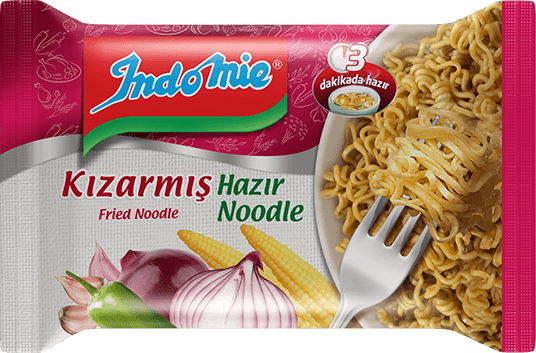 Indomie®
3
dakikada hazır
Kızarmış Hazır
Fried Noodle Noodle